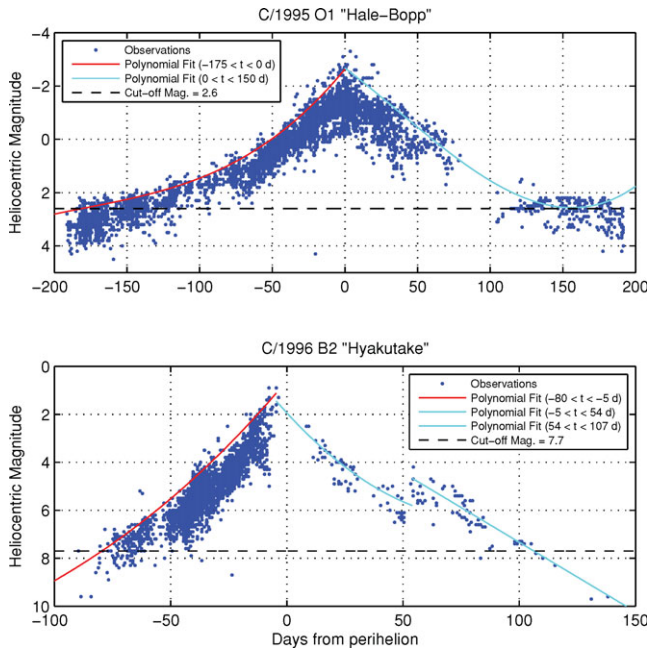 C/1995 O1 "Hale−Bopp"
Heliocentric Magnitude
−4
−2
0
2
4
Observations
Polynomial Fit (−175 < t < 0 d)
Polynomial Fit (0 < t < 150 d)
Cut−off Mag. = 2.6
−200 −150 −100 −50 0 50 100 150 200
C/1996 B2 "Hyakutake"
Heliocentric Magnitude
0
2
4
6
8
10
Observations
Polynomial Fit (−80 < t < −5 d)
Polynomial Fit (−5 < t < 54 d)
Polynomial Fit (54 < t < 107 d)
Cut−off Mag. = 7.7
−100 −50 0 50 100 150
Days from perihelion